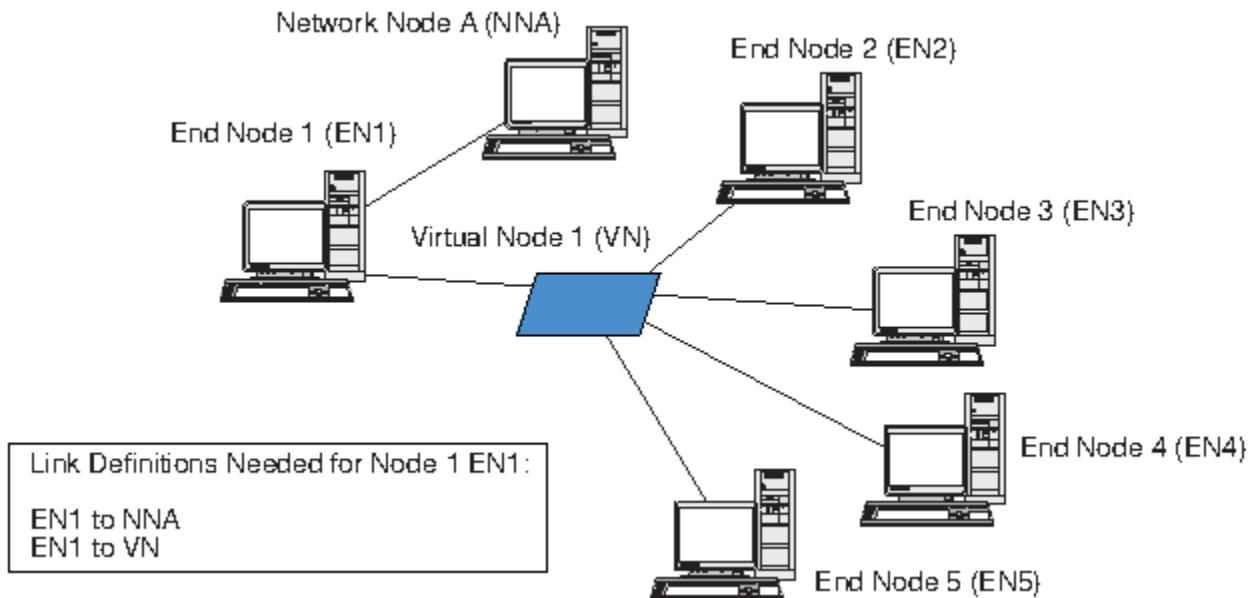 Network Node A (NNA)
End Node 2 (EN2)
End Node 1 (EN1)
End Node 3 (EN3)
Virtual Node 1 (VN)
End Node 4 (EN4)
Link Definitions Needed for Node 1 EN1:
EN1 to NNA
EN1 to VN
End Node 5 (EN5)